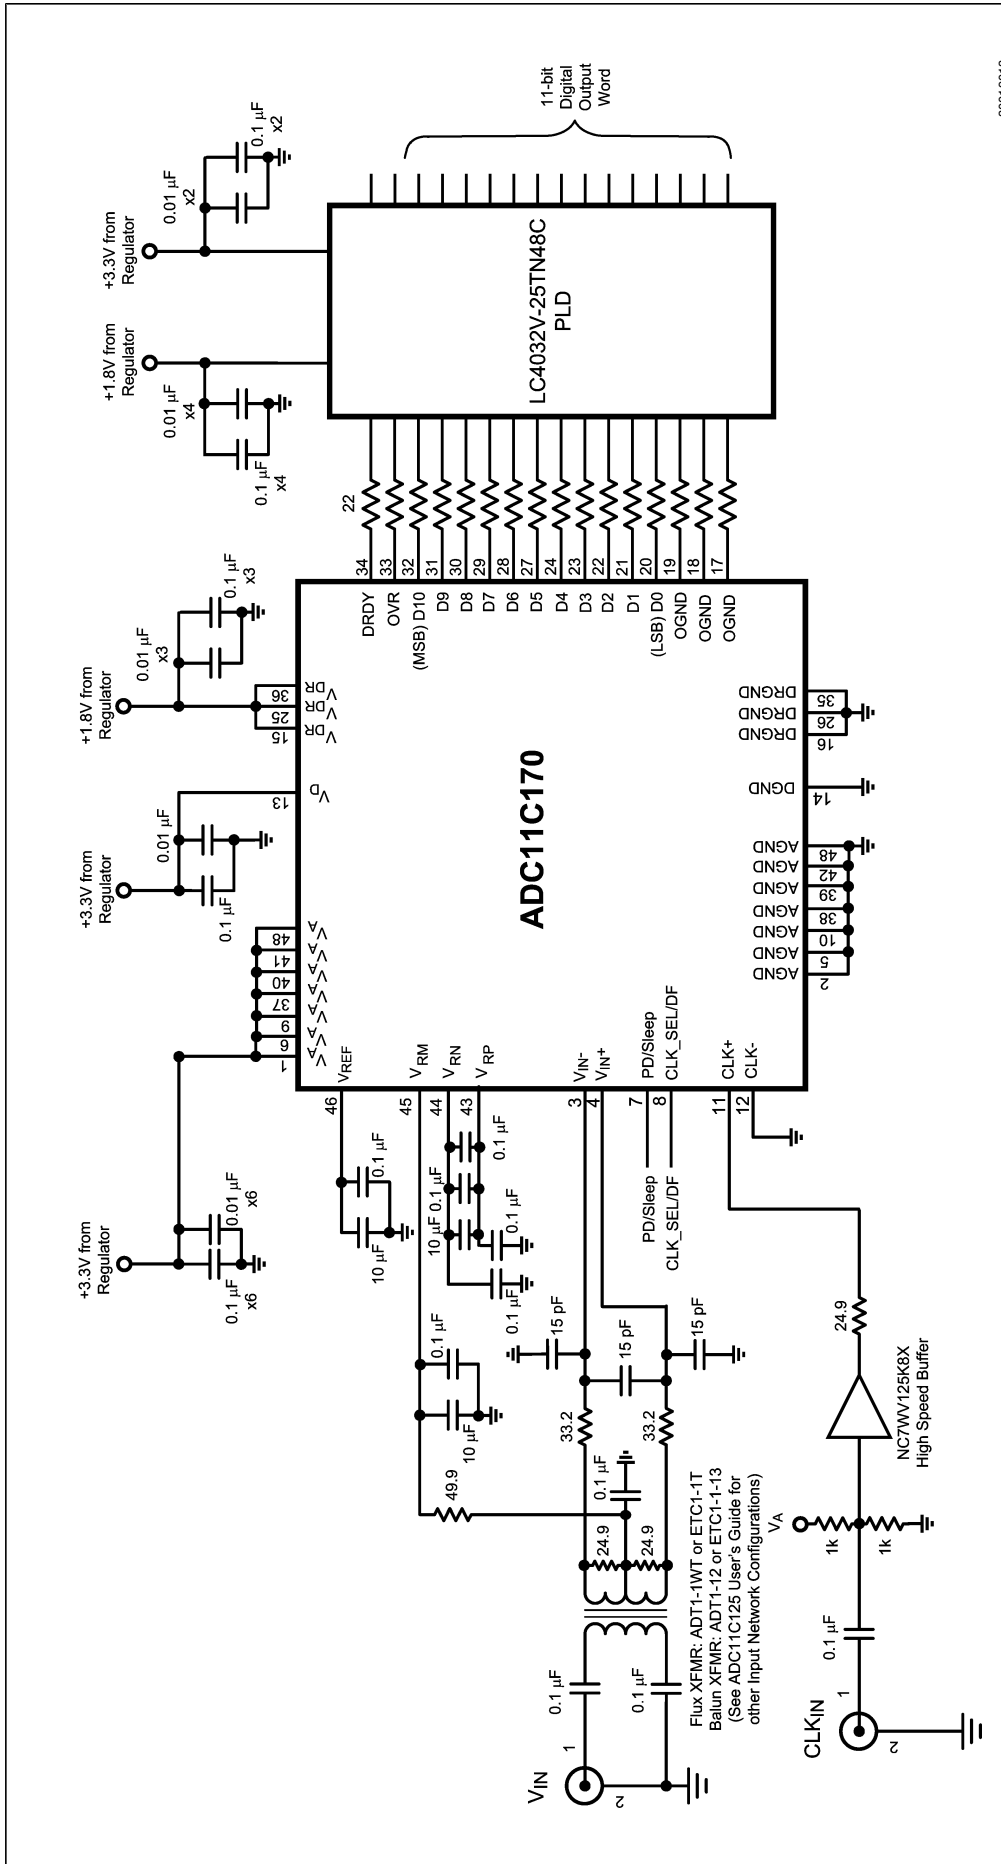 +3.3V from
Regulator
+3.3V from
Regulator
+1.8V from
Regulator
+1.8V from
Regulator
+3.3V from
Regulator
0.1 µF
x6
0.01 µF
x6
0.1 µF
0.01 µF
0.01 µF
x3
0.1 µF
x3
0.1 µF
x4
0.01 µF
x4
0.01 µF
x2
0.1 µF
x2
1
6
9
37
40
41
48
13
15
25
36
VA
VA
VA
VA
VA
VA
VA
VD
VDR
VDR
VDR
46
VREF
10 µF
0.1 µF
45
VRM
10 µF
0.1 µF
49.9
44
VRN
43
VRP
10 µF
0.1 µF
0.1 µF
0.1 µF
0.1 µF
ADC11C170
DRDY
34
22
OVR
33
(MSB) D10
32
D9
31
D8
30
D7
29
D6
28
D5
27
D4
24
D3
23
D2
22
D1
21
(LSB) D0
20
OGND
19
OGND
18
OGND
17
LC4032V-25TN48C
PLD
11-bit
Digital
Output
Word
VIN
1
2
0.1 µF
0.1 µF
24.9
24.9
0.1 µF
33.2
33.2
15 pF
15 pF
15 pF
3
VIN-
4
VIN+
PD/Sleep
7
PD/Sleep
CLK_SEL/DF
8
CLK_SEL/DF
11
CLK+
12
CLK-
Flux XFMR: ADT1-1WT or ETC1-1T
Balun XFMR: ADT1-12 or ETC1-1-13
(See ADC11C125 User's Guide for
other Input Network Configurations)
AGND
AGND
AGND
AGND
AGND
AGND
AGND
DGND
DRGND
DRGND
DRGND
2
5
10
38
39
42
48
14
16
26
35
CLKIN
1
2
0.1 µF
VA
1k
1k
NC7WV125K8X
High Speed Buffer
24.9